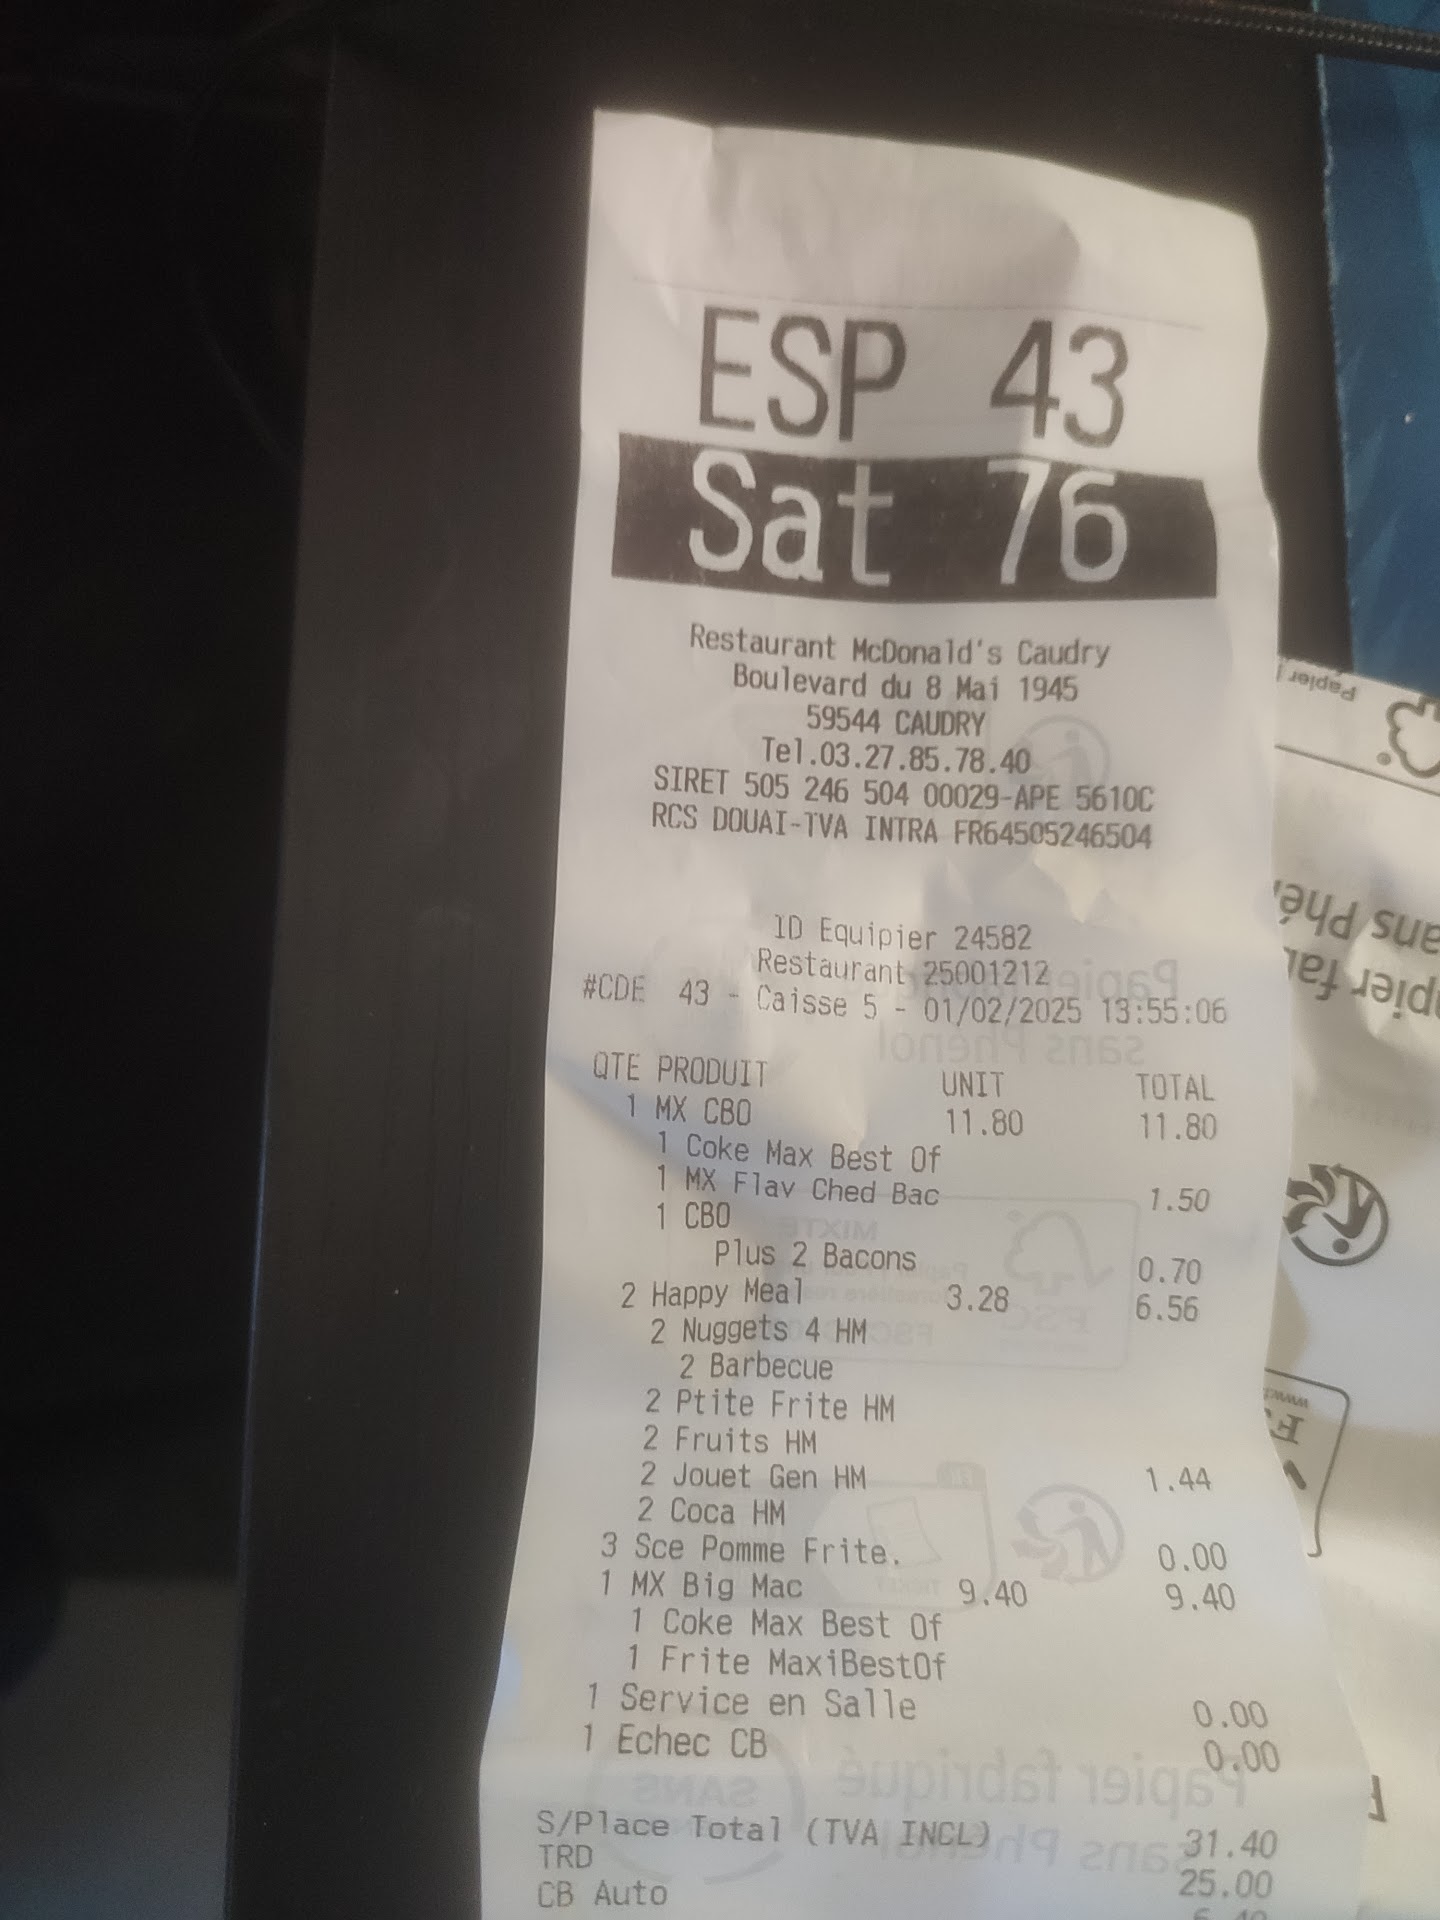 ESP 43
Sat 76
Restaurant McDonald's Caudry
Boulevard du 8 Mai 1945
59544 CAUDRY
Tel.03.27.85.78.40
SIRET 505 246 504 00029-APE 5610C
RCS DOUAI-TVA INTRA FR64505246504
ID Equipier 24582
Restaurant 25001212
#CDE 43 - Caisse 5 - 01/02/2025 13:55:06
QTE PRODUIT UNIT TOTAL
1 MX CBO 11.80 11.80
1 Coke Max Best Of
1 MX Flav Ched Bac 1.50
1 CBO
Plus 2 Bacons 0.70
2 Happy Meal 3.28 6.56
2 Nuggets 4 HM
2 Barbecue
2 Ptite Frite HM
2 Fruits HM
2 Jouet Gen HM 1.44
2 Coca HM
3 Sce Pomme Frite. 0.00
1 MX Big Mac 9.40 9.40
1 Coke Max Best Of
1 Frite MaxiBestOf
1 Service en Salle 0.00
1 Echec CB 0.00
S/Place Total (TVA INCL) 31.40
TRD 25.00
CB Auto
Papier